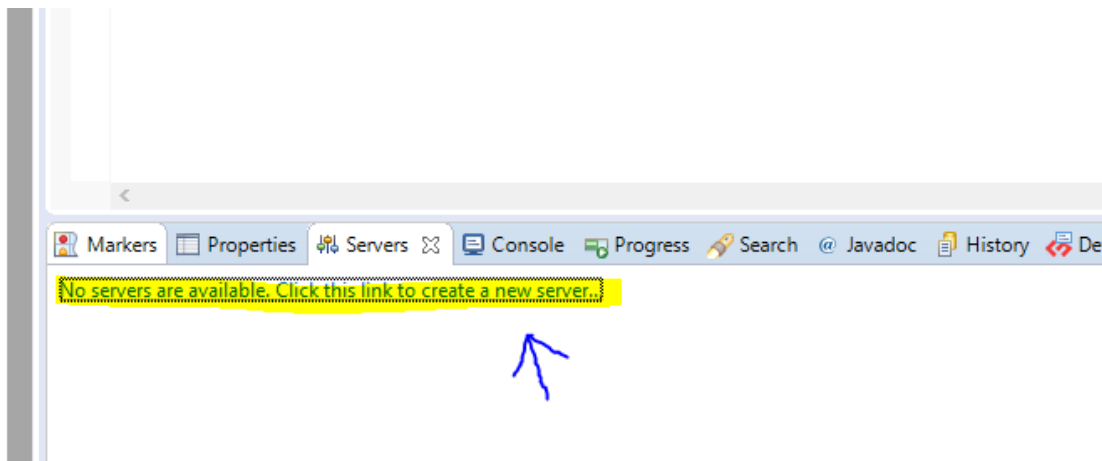 Markers Properties Servers Console Progress Search @ Javadoc History De
No servers are available. Click this link to create a new server...